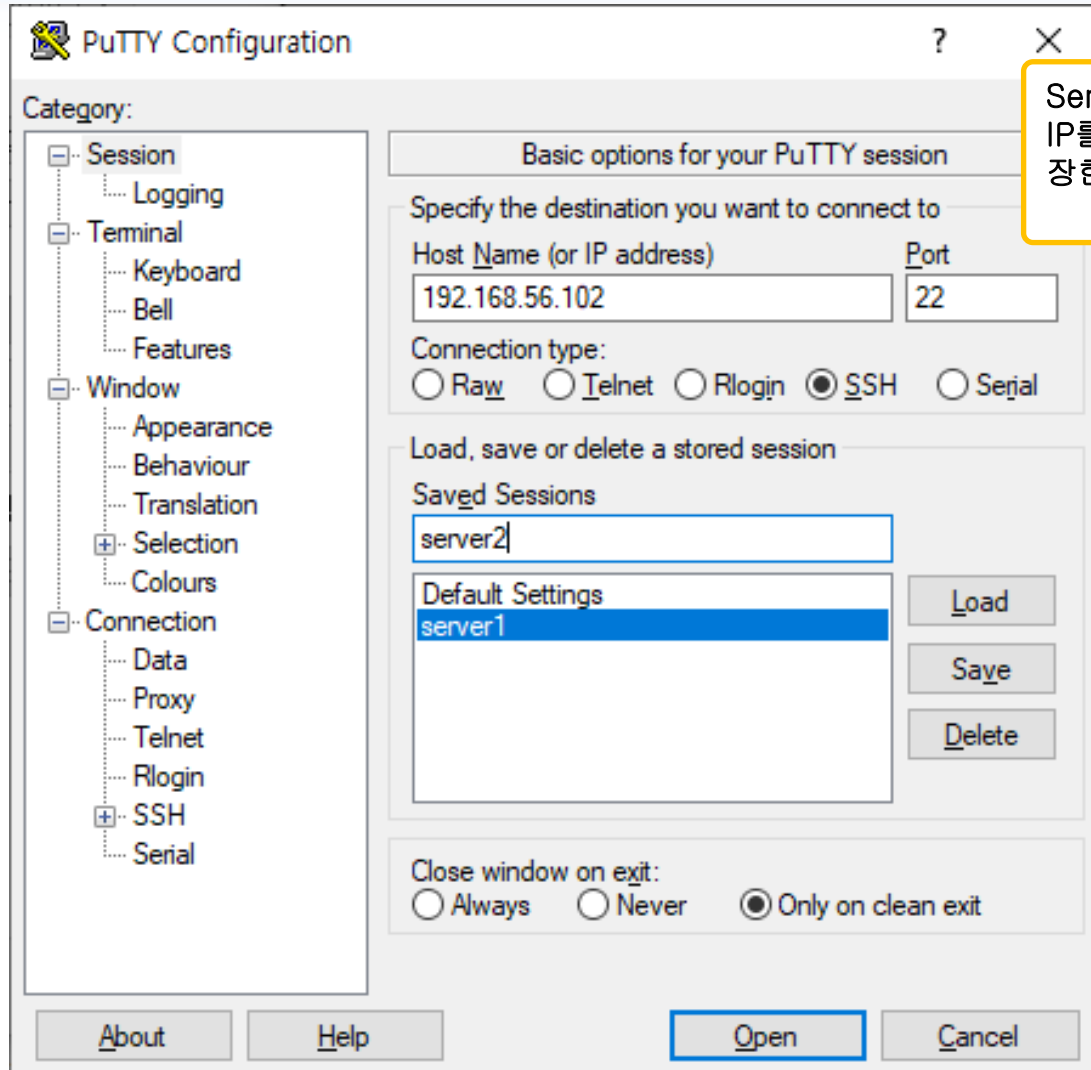 PuTTY Configuration
?
Category:
Session
Logging
Terminal
Keyboard
Bell
Features
Window
Appearance
Behaviour
Translation
Selection
Colours
Connection
Data
Proxy
Telnet
Rlogin
SSH
Serial
Basic options for your PuTTY session
Specify the destination you want to connect to
Host Name (or IP address) Port
192.168.56.102 22
Connection type:
Raw Telnet Rlogin SSH Serial
Load, save or delete a stored session
Saved Sessions
server2
Default Settings
server1
Load
Save
Delete
Close window on exit:
Always Never Only on clean exit
About Help Open Cancel
IP를